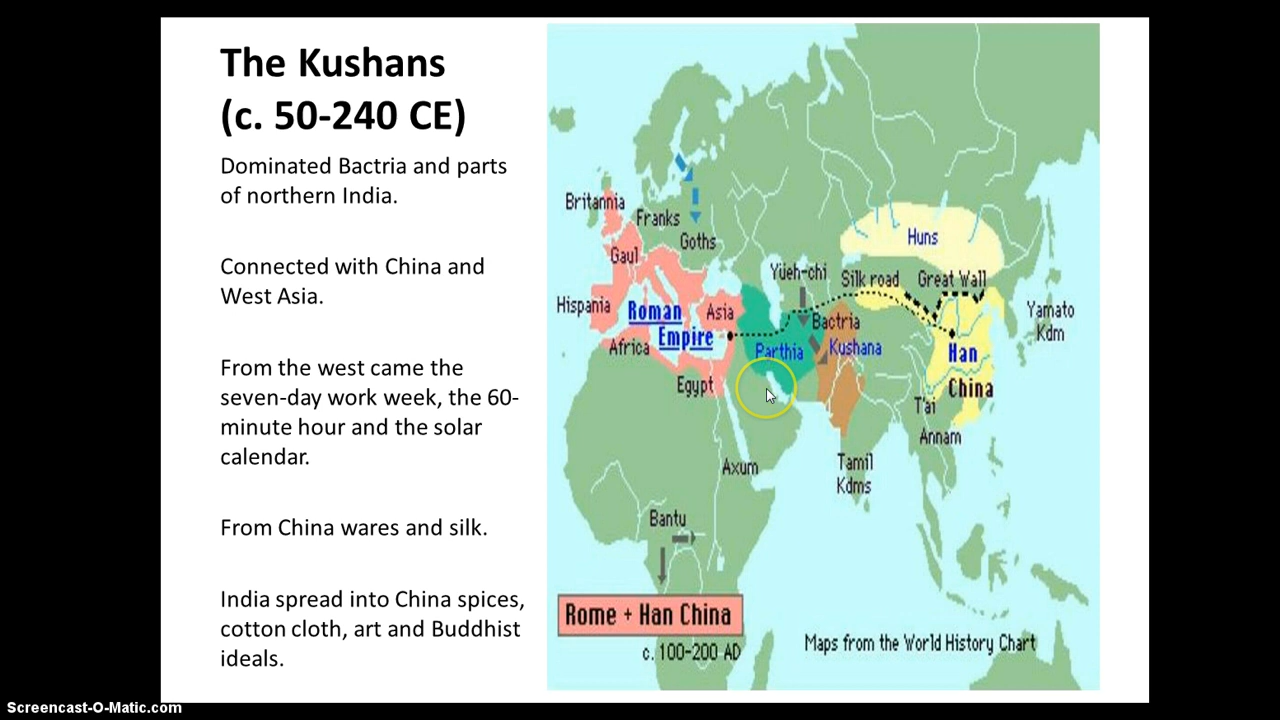 The Kushans
(c. 50-240 CE)
Dominated Bactria and parts
of northern India.
Connected with China and
West Asia.
From the west came the
seven-day work week, the 60-
minute hour and the solar
calendar.
From China wares and silk.
India spread into China spices,
cotton cloth, art and Buddhist
ideals.
Britannia
Franks
Goths
Gaul
Huns
Yüeh-chi
Silk road
Great Wall
Hispania
Roman
Empire
Asia
Bactria
Yamato
Kdm
Africa
Parthia
Kushana
Han
China
Egypt
T'ai
Annam
Axum
Tamil
Kdms
Bantu
Rome + Han China
c. 100-200 AD
Maps from the World History Chart
Screencast-O-Matic.com